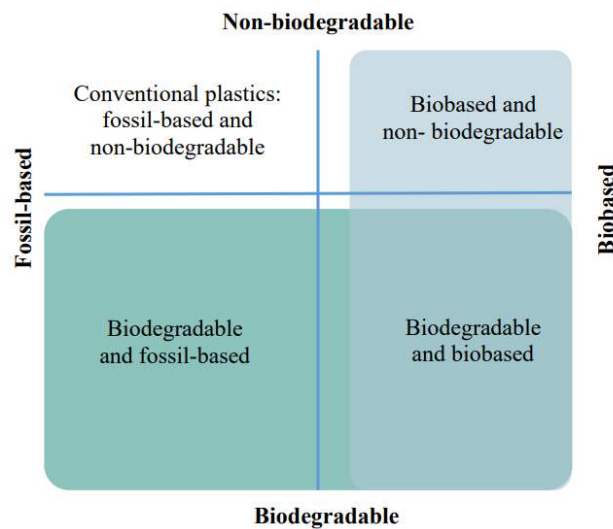 Non-biodegradable
Conventional plastics:
fossil-based and
non-biodegradable
Biobased and
non- biodegradable
Fossil-based
Biobased
Biodegradable
and fossil-based
Biodegradable
and biobased
Biodegradable